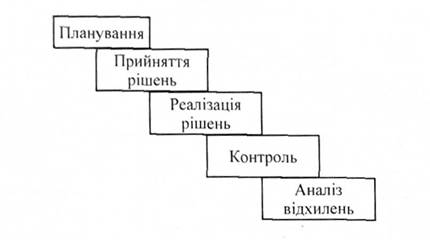 Планування
Прийняття
рішень
Реалізація
рішень
Контроль
Аналіз
відхилень